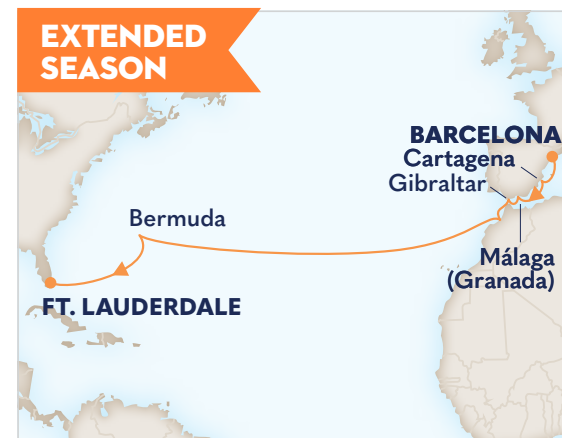 EXTENDED
SEASON
BARCELONA
Cartagena
Gibraltar
Bermuda
Málaga
(Granada)
FT. LAUDERDALE